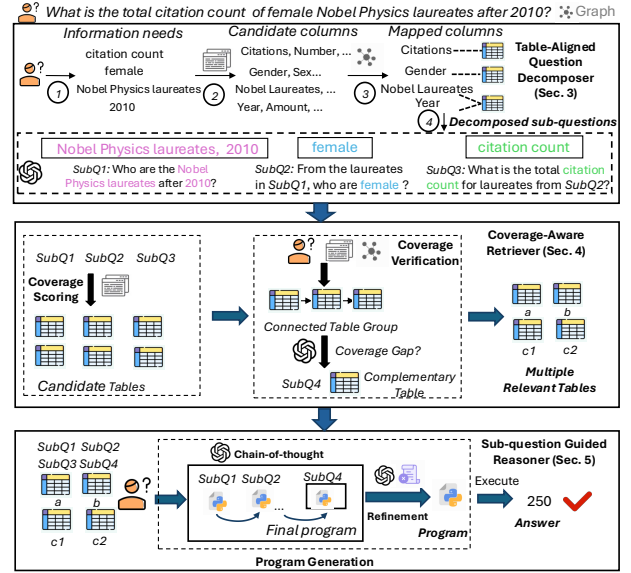 What is the total citation count of female Nobel Physics laureates after 2010?
Graph
Information needs
citation count
female
Nobel Physics laureates
2010
1
2
Candidate columns
Citations, Number, ...
Gender, Sex...
Nobel Laureates, ...
Year, Amount, ...
3
Mapped columns
Citations
Gender
Nobel Laureates
Year
Table-Aligned
Question
Decomposer
(Sec. 3)
4
Decomposed sub-questions
Nobel Physics laureates, 2010
female
citation count
SubQ1: Who are the Nobel
Physics laureates after 2010?
SubQ2: From the laureates
in SubQ1, who are female ?
SubQ3: What is the total citation
count for laureates from SubQ2?
SubQ1 SubQ2 SubQ3
Coverage
Scoring
Candidate Tables
Coverage
Verification
Connected Table Group
Coverage Gap?
SubQ4
Complementary
Table
Coverage-Aware
Retriever (Sec. 4)
a
b
c1
c2
Multiple
Relevant Tables
SubQ1 SubQ2
SubQ3 SubQ4
a
b
c1
c2
Chain-of-thought
SubQ1 SubQ2 SubQ4
...
Final program
Refinement
Program
Program Generation
Sub-question Guided
Reasoner (Sec. 5)
Execute
250
Answer